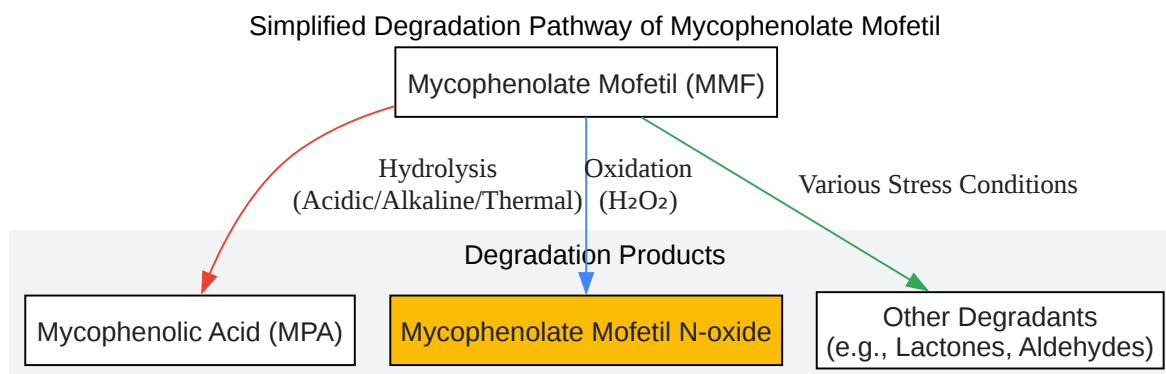 Simplified Degradation Pathway of Mycophenolate Mofetil
Mycophenolate Mofetil (MMF)
Hydrolysis
(Acidic/Alkaline/Thermal)
Oxidation
(H₂O₂)
Various Stress Conditions
Degradation Products
Mycophenolic Acid (MPA)
Mycophenolate Mofetil N-oxide
Other Degradants
(e.g., Lactones, Aldehydes)